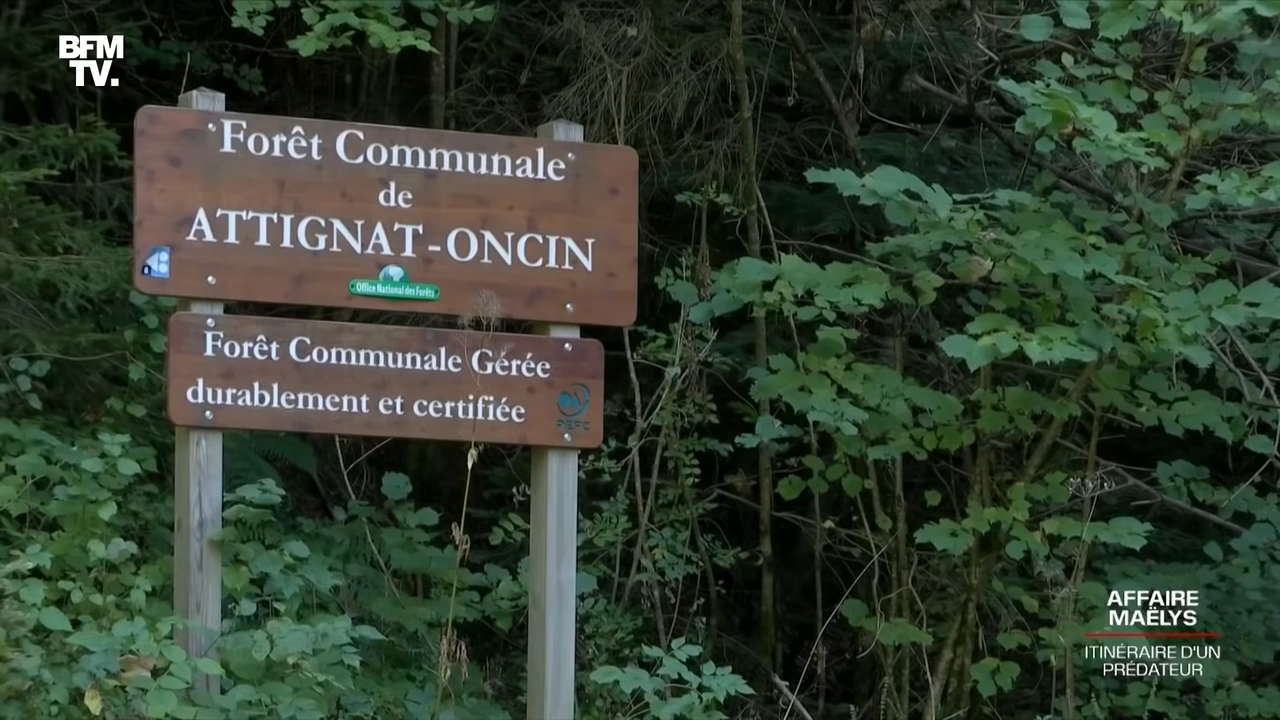 BFM
TV.
Forêt Communale
de
ATTIGNAT-ONCIN
Office National des Forêts
Forêt Communale Gérée
durablement et certifiée
PEFC
AFFAIRE
MAËLYS
ITINÉRAIRE D'UN
PRÉDATEUR